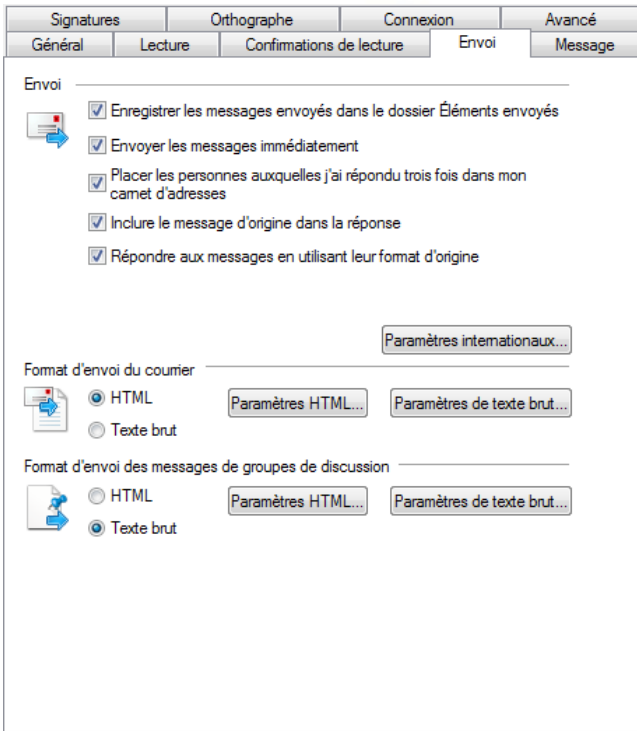 Signatures
Orthographe
Connexion
Avancé
Général
Lecture
Confirmations de lecture
Envoi
Message
Envoi
Enregistrer les messages envoyés dans le dossier Éléments envoyés
Envoyer les messages immédiatement
Placer les personnes auxquelles j'ai répondu trois fois dans mon
carnet d'adresses
Inclure le message d'origine dans la réponse
Répondre aux messages en utilisant leur format d'origine
Paramètres internationaux...
Format d'envoi du courrier
HTML
Paramètres HTML...
Paramètres de texte brut...
Texte brut
Format d'envoi des messages de groupes de discussion
HTML
Paramètres HTML...
Paramètres de texte brut...
Texte brut